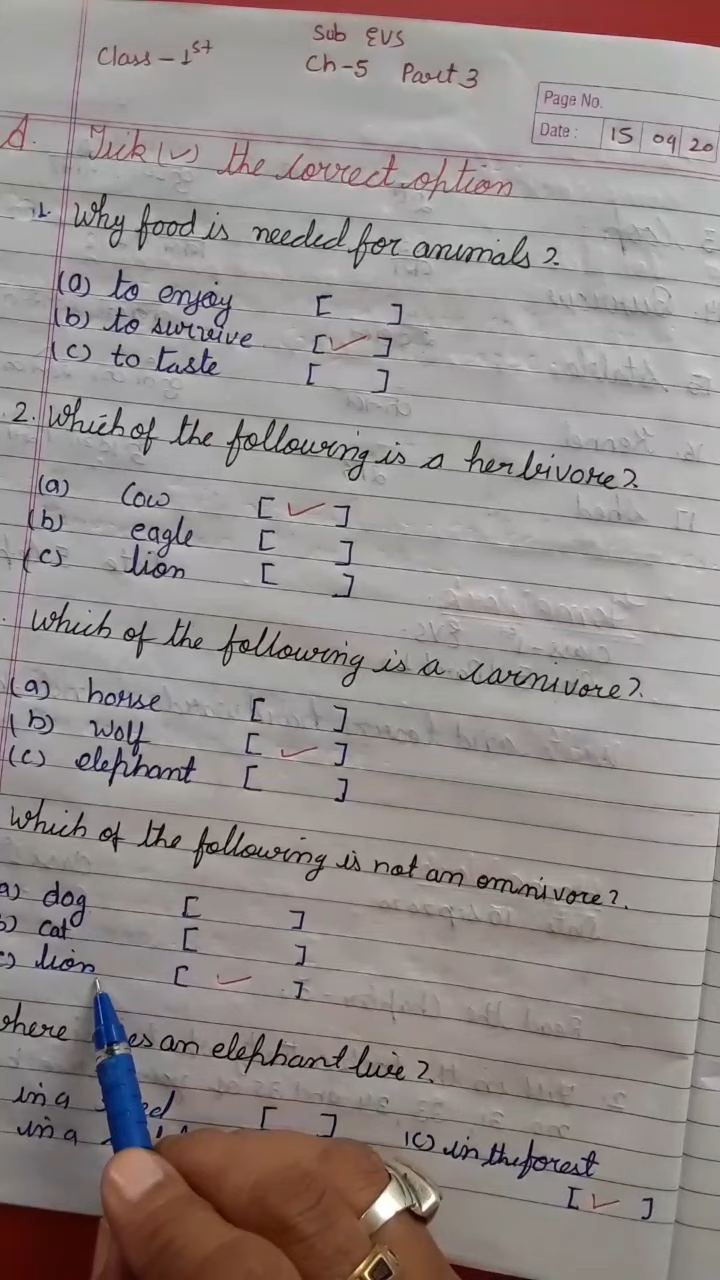 Sub EVS
Class - 1st
Ch-5 Part 3
Page No.
Date: 15 09 20
A. Tick (✓) the correct option
1. Why food is needed for animals?
(a) to enjoy [ ]
(b) to survive [✓]
(c) to taste [ ]
2. Which of the following is a herbivore?
(a) Cow [✓]
(b) eagle [ ]
(c) lion [ ]
Which of the following is a carnivore?
(a) horse [ ]
(b) wolf [✓]
(c) elephant [ ]
Which of the following is not an omnivore?
a) dog [ ]
b) cat [ ]
c) lion [✓]
where an elephant live?
in a [ ] (c) in the forest
in a [✓]